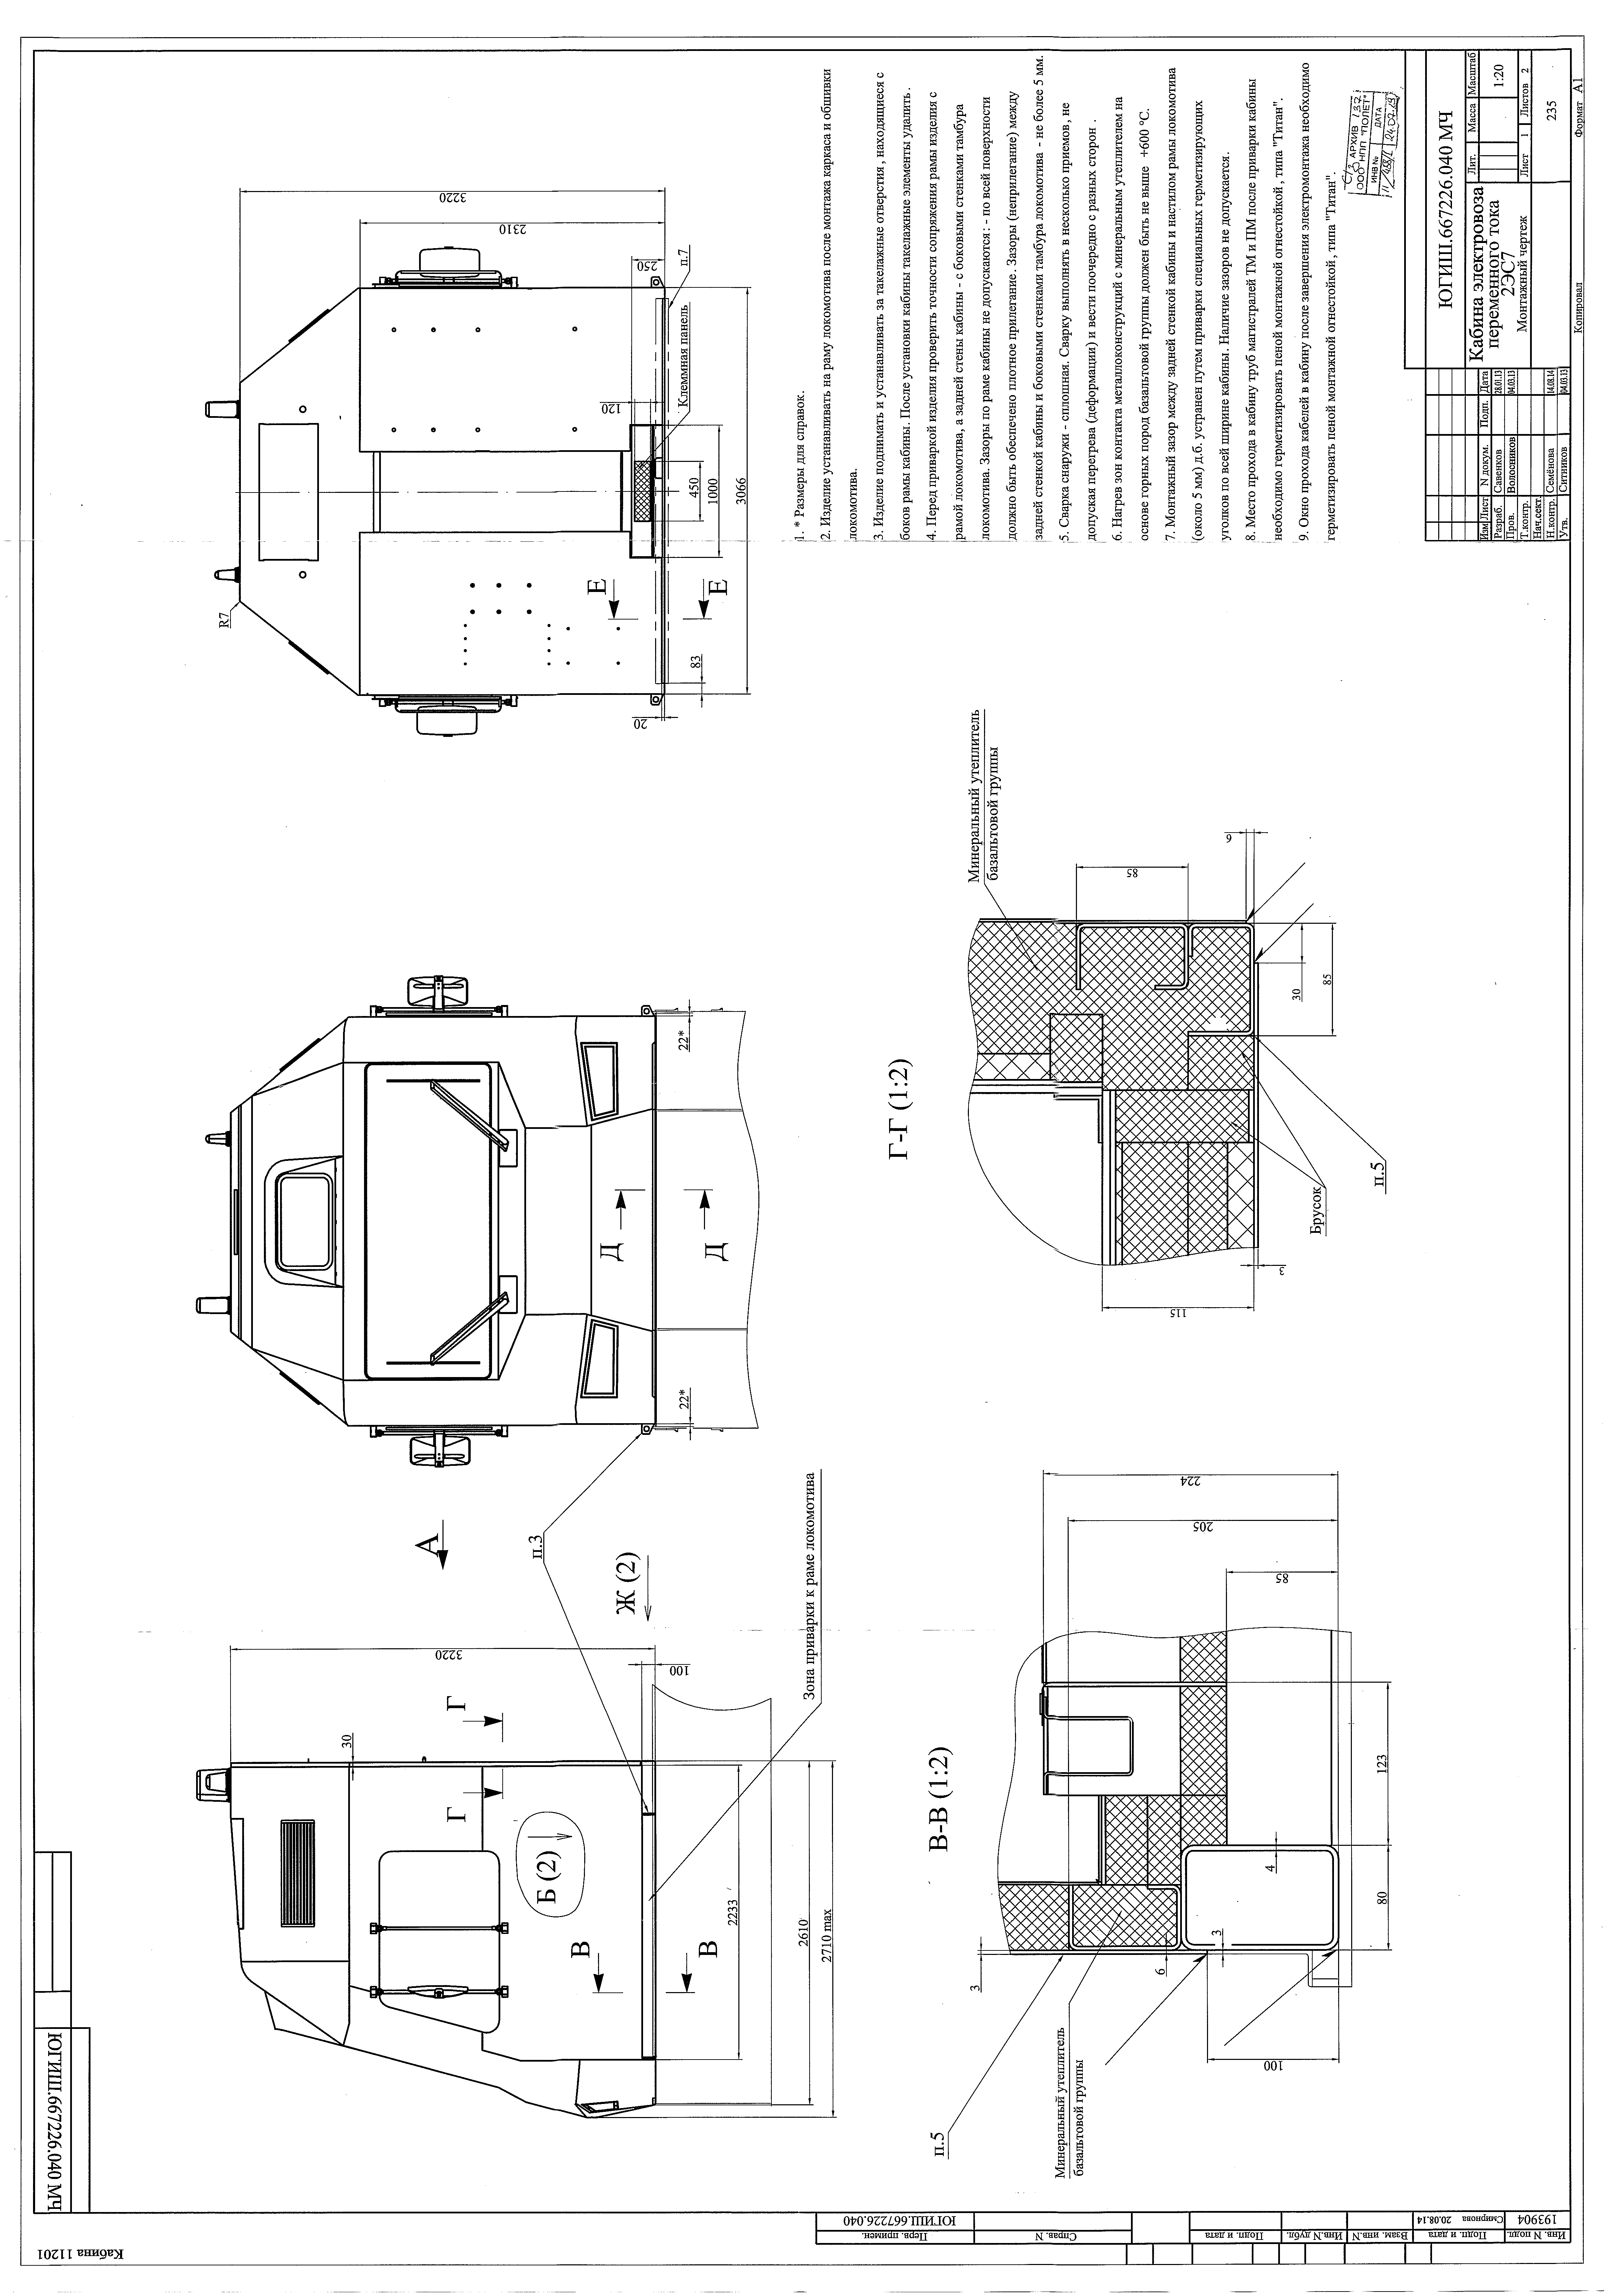 ЮГИШ.667226.040 МЧ
Кабина 11201
3220
30
100
Г
Г
Б (2)
В
В
2233
2610
2710 max
Зона приварки к раме локомотива
А
п.3
Ж (2)
22*
22*
Д
Д
3220
2310
250
120
R7
Е
Е
83
20
450
1000
3066
Клеммная панель
п.7
В-В (1:2)
224
205
85
123
80
4
3
6
3
100
п.5
Минеральный утеплитель
базальтовой группы
Г-Г (1:2)
Минеральный утеплитель
базальтовой группы
6
85
30
85
3
115
Брусок
п.5
1. * Размеры для справок.
2. Изделие устанавливать на раму локомотива после монтажа каркаса и обшивки
локомотива.
3. Изделие поднимать и устанавливать за такелажные отверстия, находящиеся с
боков рамы кабины. После установки кабины такелажные элементы удалить.
4. Перед приваркой изделия проверить точности сопряжения рамы изделия с
рамой локомотива, а задней стены кабины - с боковыми стенками тамбура
локомотива. Зазоры по раме кабины не допускаются: - по всей поверхности
должно быть обеспечено плотное прилегание. Зазоры (неприлегание) между
задней стенкой кабины и боковыми стенками тамбура локомотива - не более 5 мм.
5. Сварка снаружи - сплошная. Сварку выполнять в несколько приемов, не
допуская перегрева (деформации) и вести поочередно с разных сторон .
6. Нагрев зон контакта металлоконструкций с минеральным утеплителем на
основе горных пород базальтовой группы должен быть не выше +600 °С.
7. Монтажный зазор между задней стенкой кабины и настилом рамы локомотива
(около 5 мм) д.б. устранен путем приварки специальных герметизирующих
уголков по всей ширине кабины. Наличие зазоров не допускается.
8. Место прохода в кабину труб магистралей ТМ и ПМ после приварки кабины
необходимо герметизировать пеной монтажной огнестойкой, типа "Титан".
9. Окно прохода кабелей в кабину после завершения электромонтажа необходимо
герметизировать пеной монтажной огнестойкой, типа "Титан".
АРХИВ
ООО НПП "ПОЛЕТ"
ИНВ № ДАТА
ЮГИШ.667226.040 МЧ
Кабина электровоза
переменного тока
2ЭС7
Монтажный чертеж
Лит. Масса Масштаб
1:20
Лист 1 Листов 2
235
Изм Лист N докум. Подп. Дата
Разраб. Савенков 28.01.13
Пров. Волосников 04.03.13
Т.контр.
Нач.сект.
Н.контр. Семёнова 14.08.14
Утв. Ситников 04.03.13
Копировал Формат А1
Перв. примен. ЮГИШ.667226.040
Справ. N
Подп. и дата
Инв.N дубл.
Взам. инв.N
Подп. и дата Смирнова 20.08.14
Инв. N подл. 193904